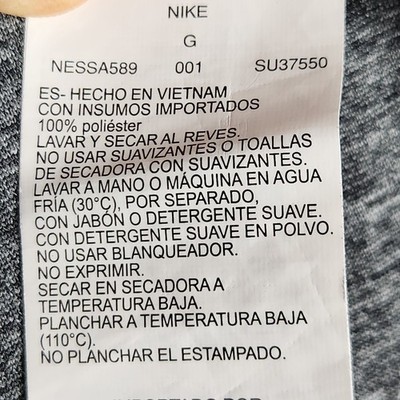 NIKE
G
NESSA589 001 SU37550
ES- HECHO EN VIETNAM
CON INSUMOS IMPORTADOS
100% poliéster
LAVAR Y SECAR AL REVES.
NO USAR SUAVIZANTES O TOALLAS
DE SECADORA CON SUAVIZANTES.
LAVAR A MANO O MÁQUINA EN AGUA
FRÍA (30°C), POR SEPARADO,
CON JABÓN O DETERGENTE SUAVE.
CON DETERGENTE SUAVE EN POLVO.
NO USAR BLANQUEADOR.
NO EXPRIMIR.
SECAR EN SECADORA A
TEMPERATURA BAJA.
PLANCHAR A TEMPERATURA BAJA
(110°C).
NO PLANCHAR EL ESTAMPADO.